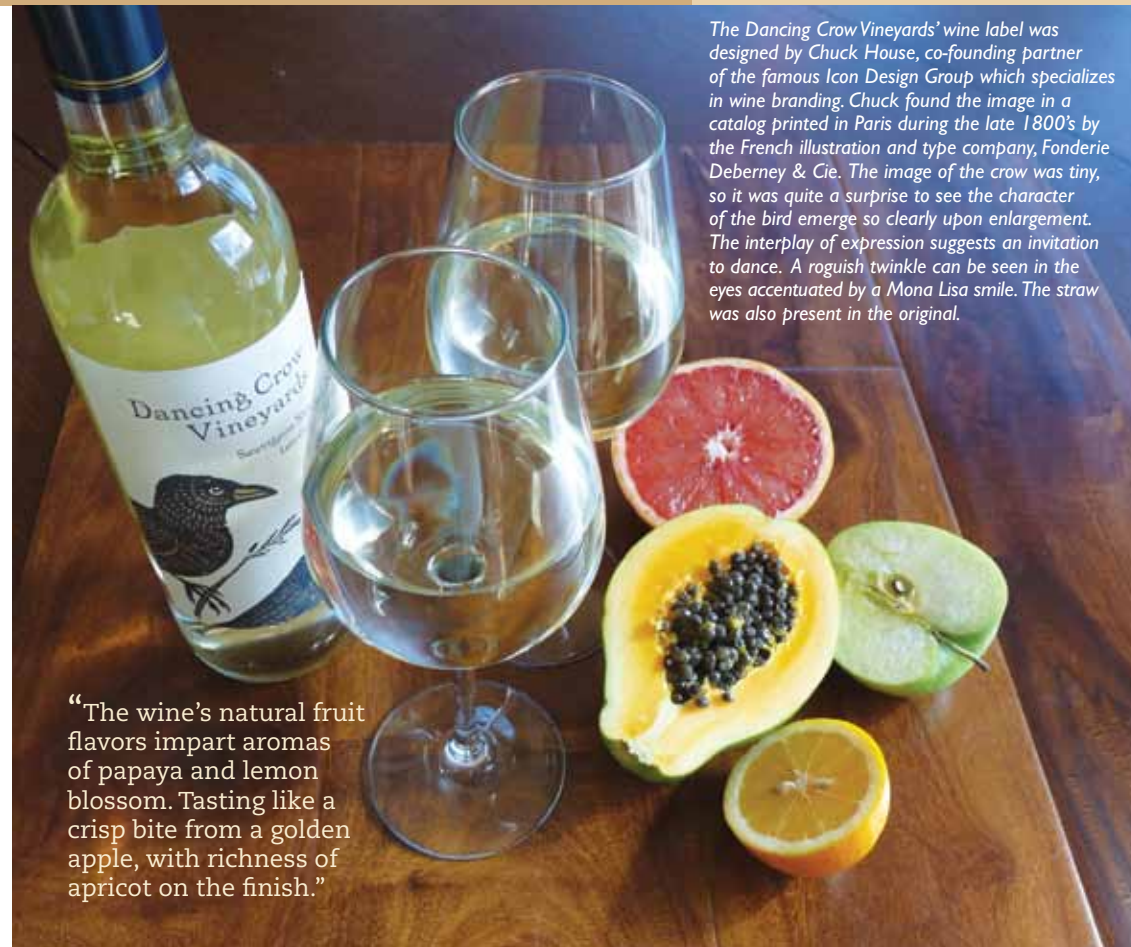 The Dancing Crow Vineyards’ wine label was
designed by Chuck House, co-founding partner
of the famous Icon Design Group which specializes
in wine branding. Chuck found the image in a
catalog printed in Paris during the late 1800’s by
the French illustration and type company, Fonderie
Deberney & Cie. The image of the crow was tiny,
so it was quite a surprise to see the character
of the bird emerge so clearly upon enlargement.
The interplay of expression suggests an invitation
to dance. A roguish twinkle can be seen in the
eyes accentuated by a Mona Lisa smile. The straw
was also present in the original.
Dancing Crow
Vineyards
Sauvignon
“The wine’s natural fruit
flavors impart aromas
of papaya and lemon
blossom. Tasting like a
crisp bite from a golden
apple, with richness of
apricot on the finish.”